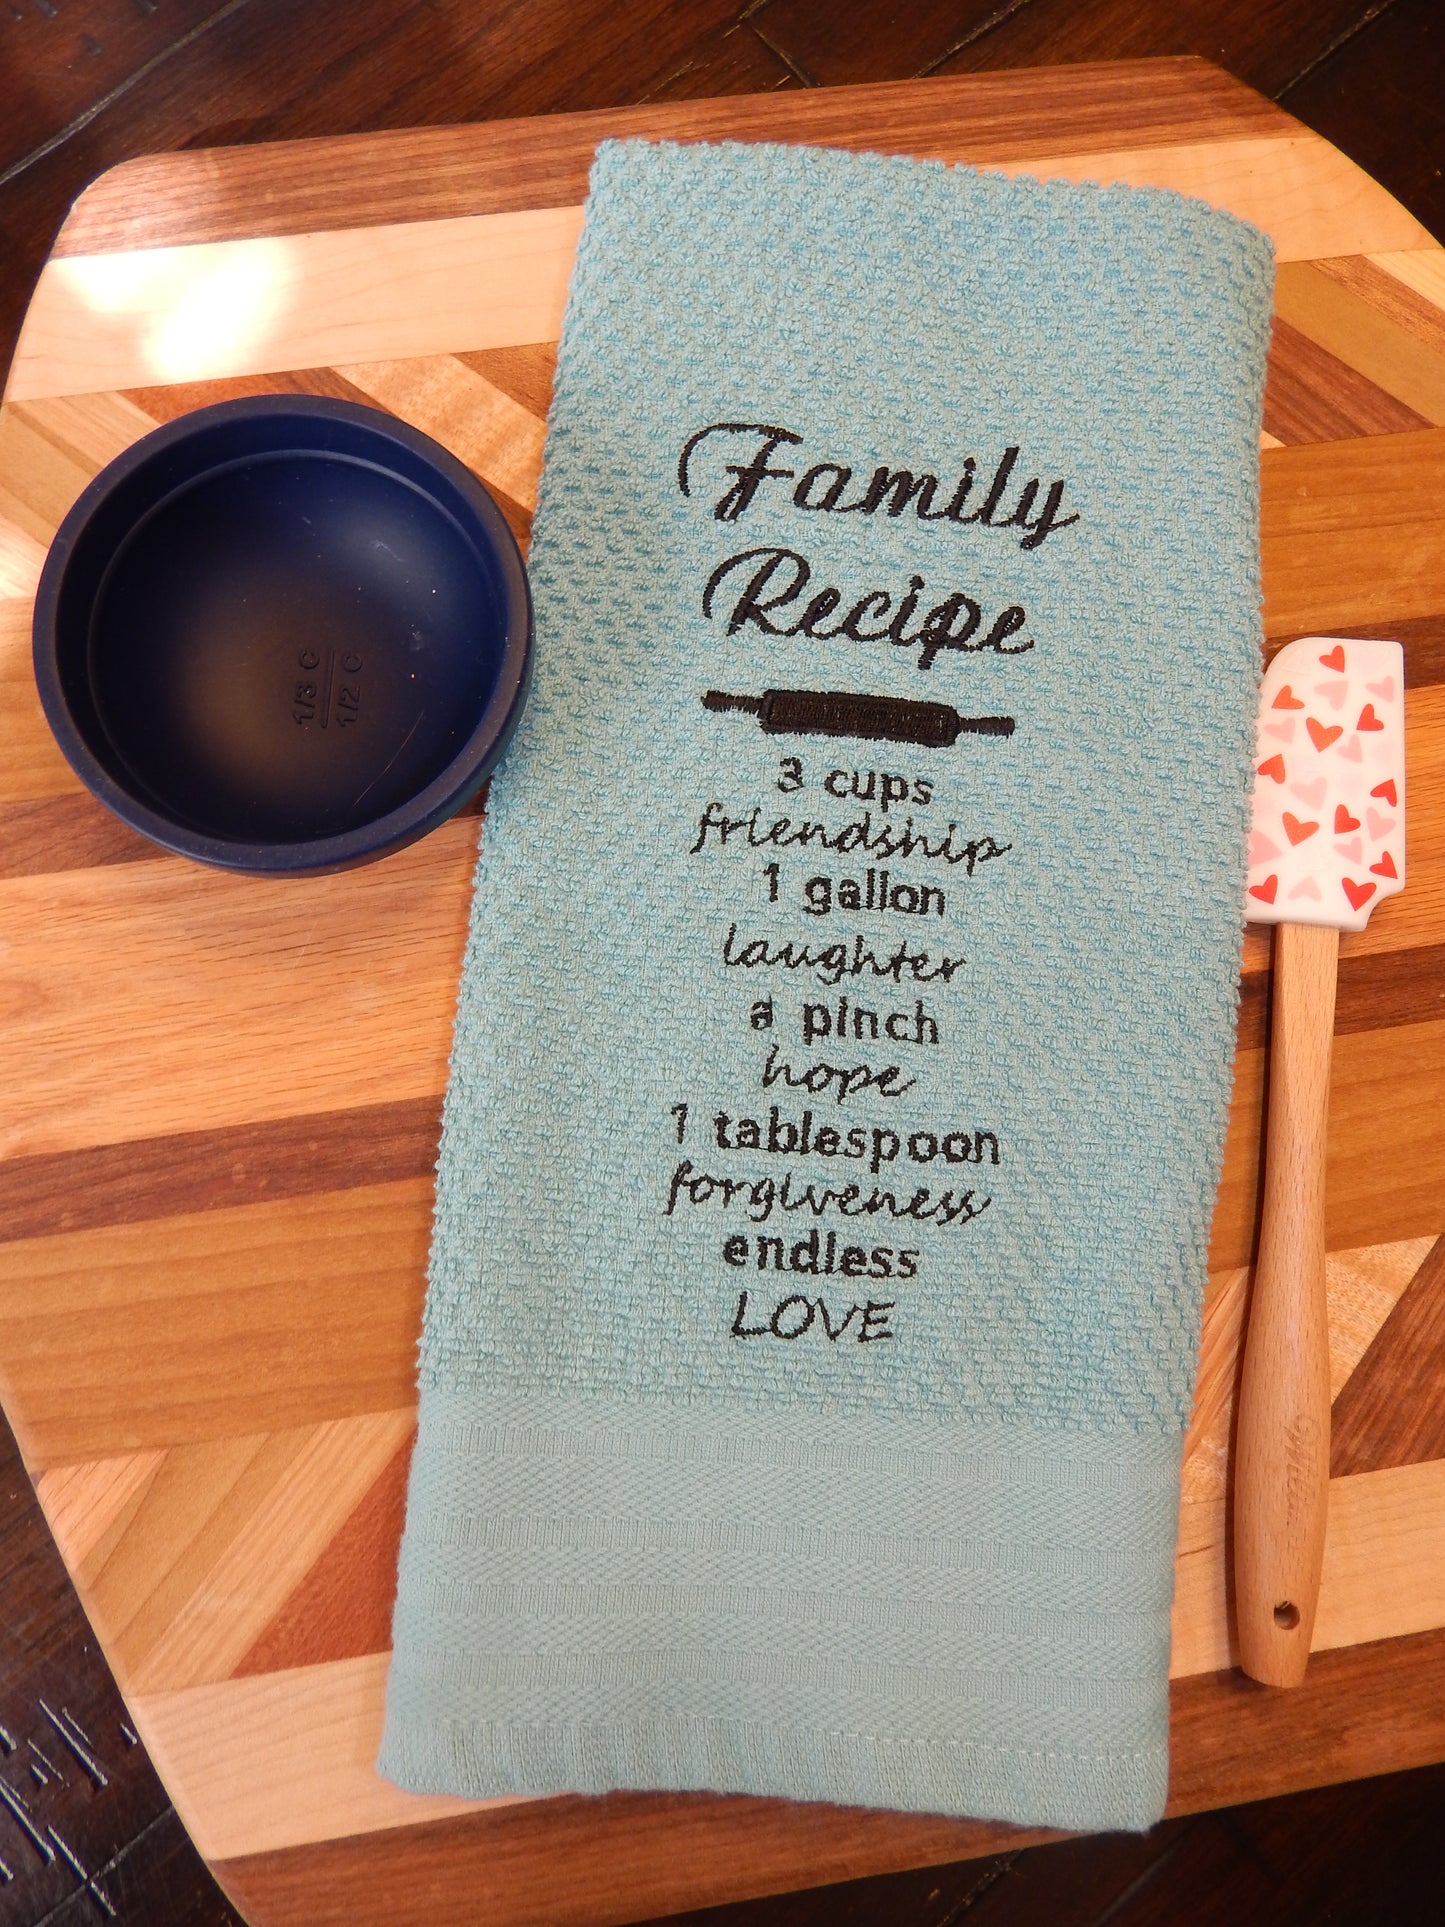 Family
Recipe
3 cups
friendship
1 gallon
laughter
a pinch
hope
1 tablespoon
forgiveness
endless
LOVE
1/3 C
1/2 C
Wilton